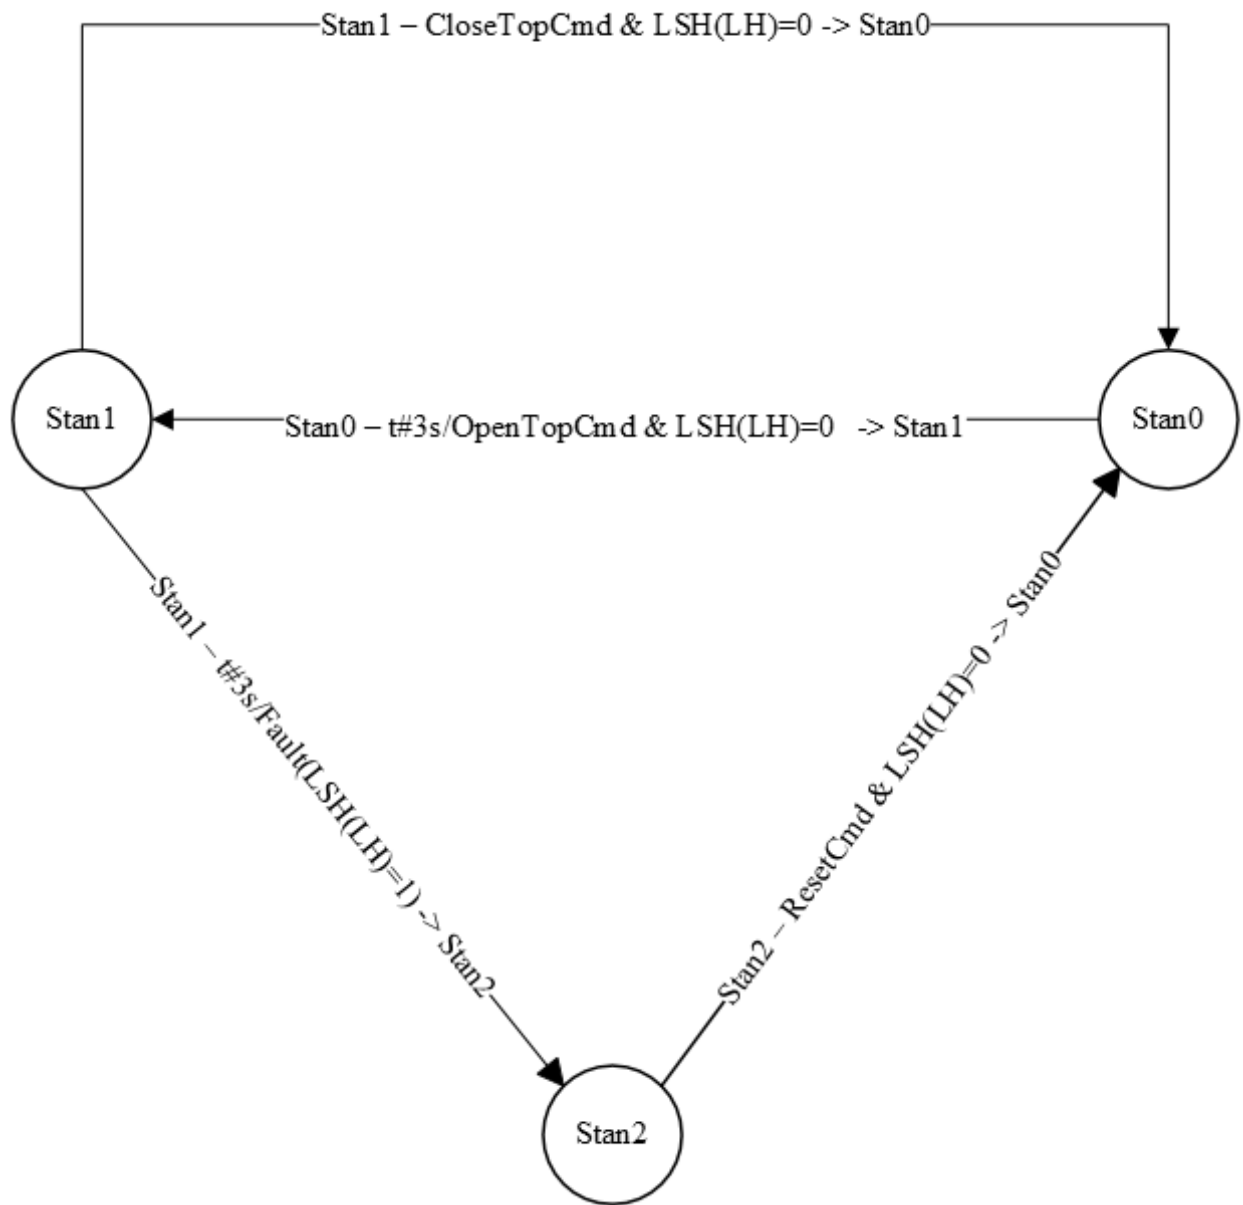 Stan1 – CloseTopCmd & LSH(LH)=0 -> Stan0
Stan1
Stan0 – t#3s/OpenTopCmd & LSH(LH)=0 -> Stan1
Stan0
Stan1 – t#3s/Fault(LSH(LH)=1) -> Stan2
Stan2 – ResetCmd & LSH(LH)=0 -> Stan0
Stan2